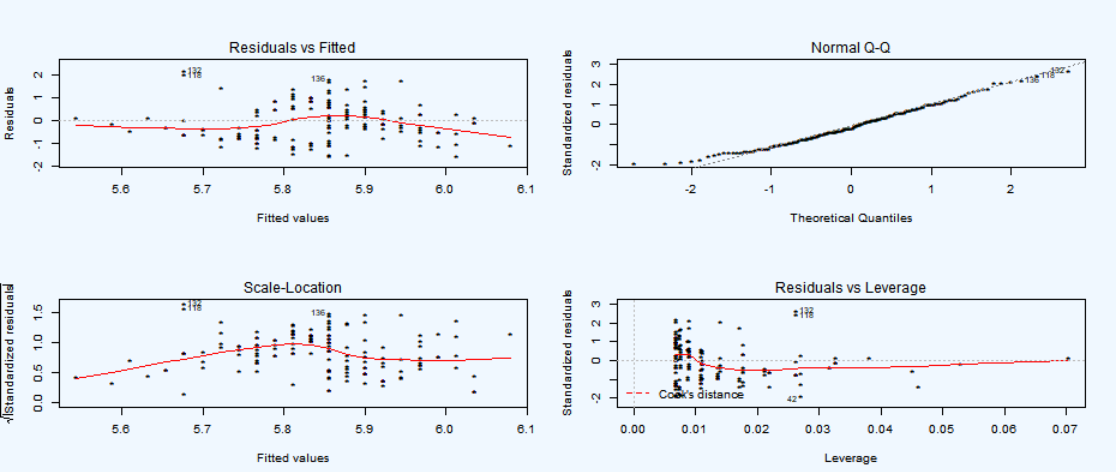 Residuals vs Fitted
Residuals
2
1
0
-1
-2
132
118
136
5.6 5.7 5.8 5.9 6.0 6.1
Fitted values
Normal Q-Q
Standardized residuals
3
2
1
0
-2
132
118
136
-2 -1 0 1 2
Theoretical Quantiles
Scale-Location
√|Standardized residuals|
1.5
1.0
0.5
0.0
132
118
136
5.6 5.7 5.8 5.9 6.0 6.1
Fitted values
Residuals vs Leverage
Standardized residuals
3
2
1
0
-2
132
118
42
Cook's distance
0.00 0.01 0.02 0.03 0.04 0.05 0.06 0.07
Leverage